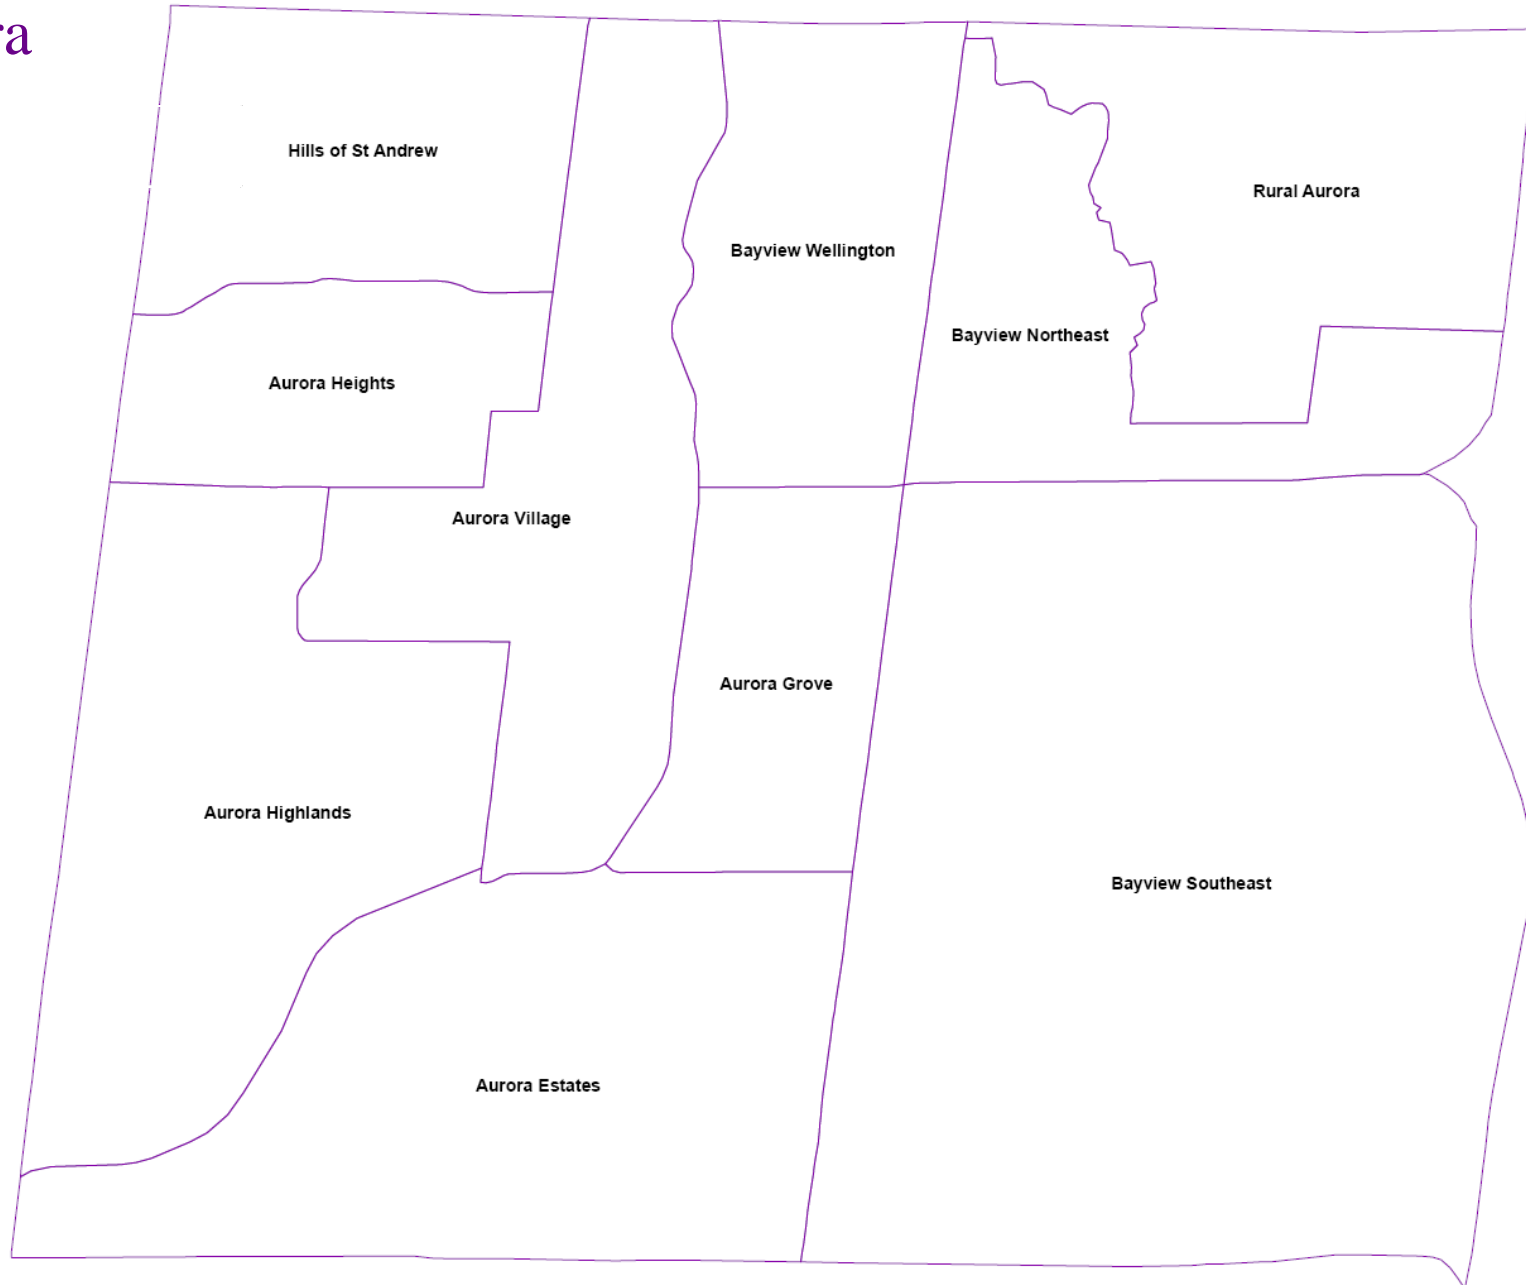 ra
Hills of St Andrew
Rural Aurora
Bayview Wellington
Bayview Northeast
Aurora Heights
Aurora Village
Aurora Grove
Aurora Highlands
Bayview Southeast
Aurora Estates